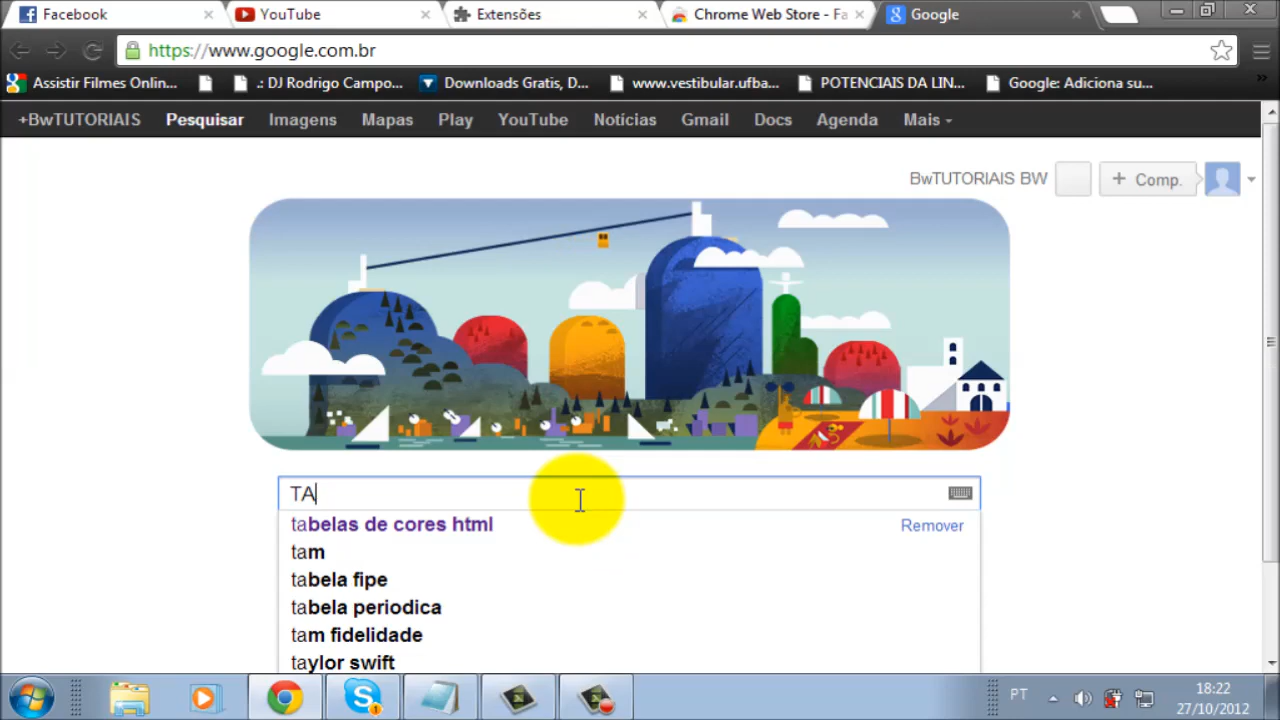 Facebook YouTube Extensões Chrome Web Store - Fa Google
https://www.google.com.br
Assistir Filmes Onlin... .: DJ Rodrigo Campo... Downloads Gratis, D... www.vestibular.ufba... POTENCIAIS DA LIN... Google: Adiciona su...
+BwTUTORIAIS Pesquisar Imagens Mapas Play YouTube Notícias Gmail Docs Agenda Mais
BwTUTORIAIS BW + Comp.
TA
tabelas de cores html Remover
tam
tabela fipe
tabela periodica
tam fidelidade
taylor swift
PT 18:22
27/10/2012